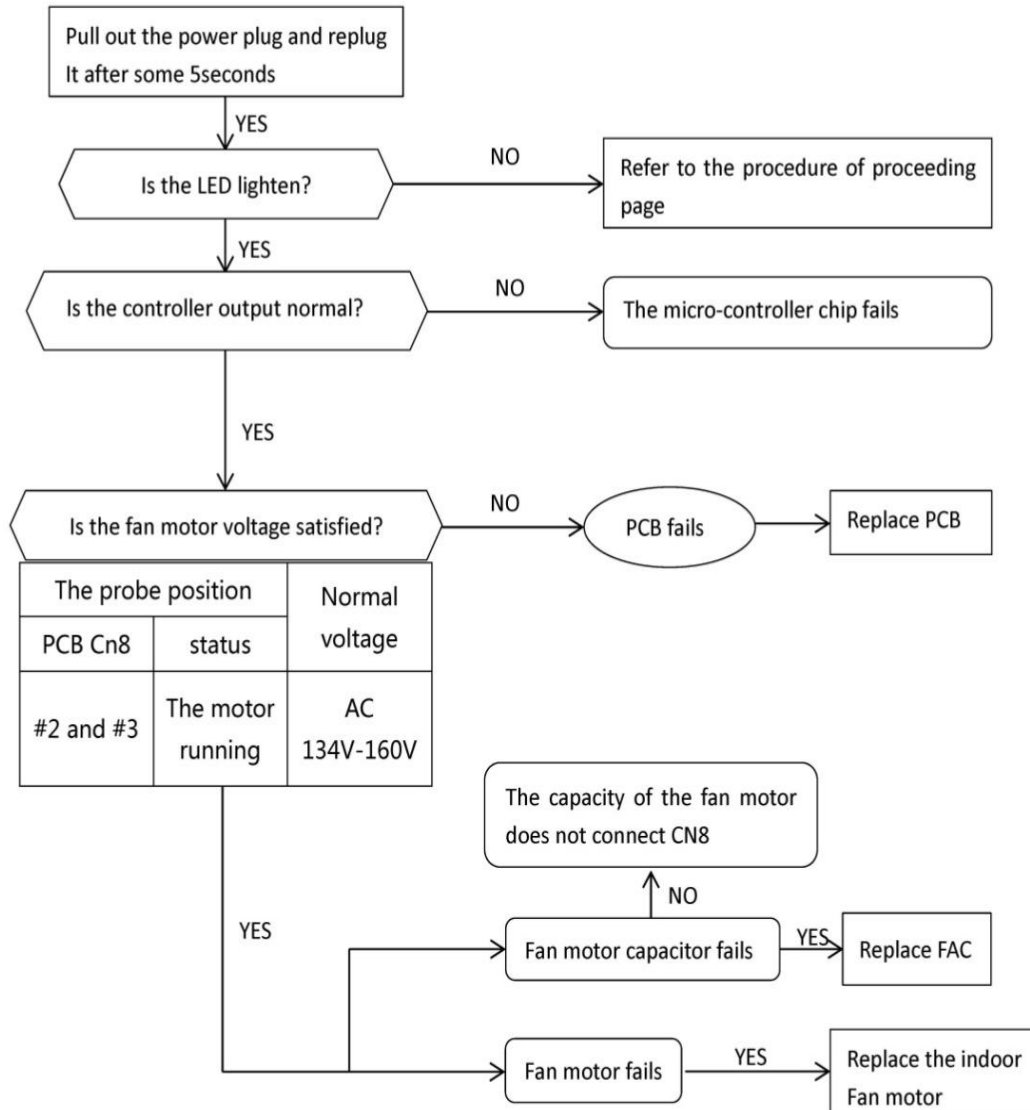 Pull out the power plug and replug
It after some 5seconds
YES
Is the LED lighten?
NO
Refer to the procedure of proceeding
page
YES
Is the controller output normal?
NO
The micro-controller chip fails
YES
Is the fan motor voltage satisfied?
NO
PCB fails
Replace PCB
The probe position
Normal
voltage
PCB Cn8
status
#2 and #3
The motor
running
AC
134V-160V
The capacity of the fan motor
does not connect CN8
NO
YES
Fan motor capacitor fails
YES
Replace FAC
Fan motor fails
YES
Replace the indoor
Fan motor